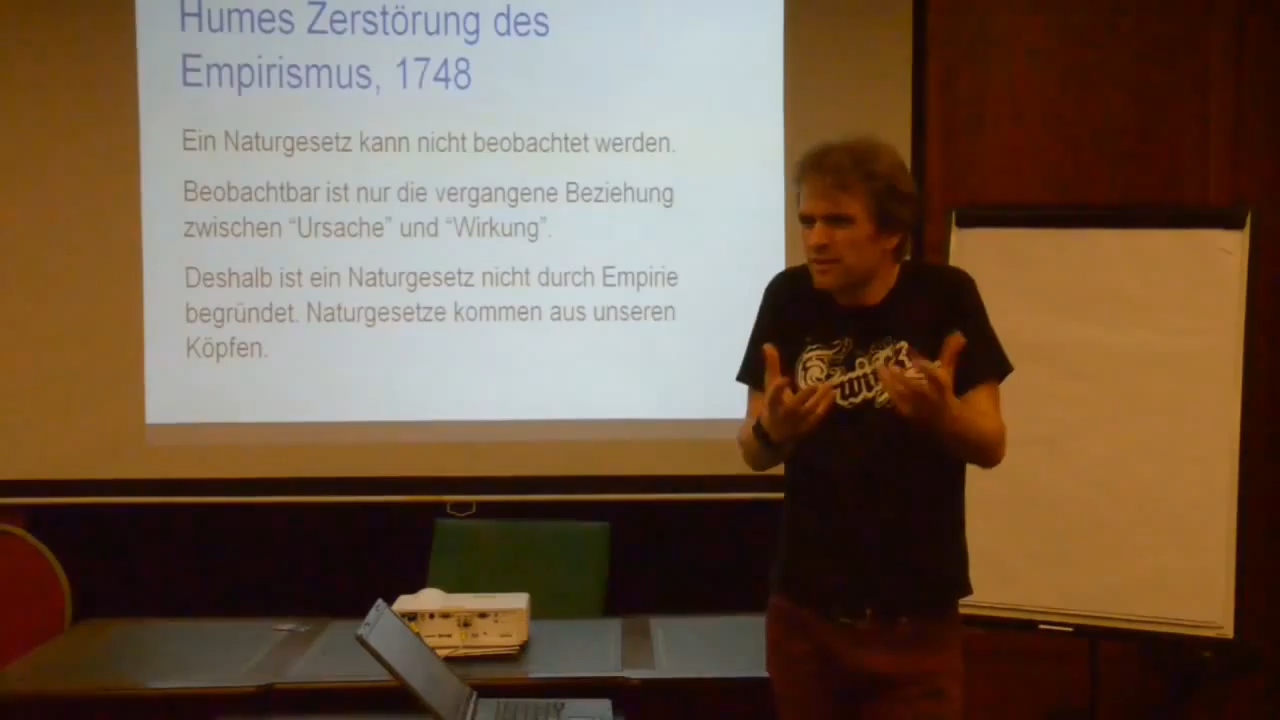 Humes Zerstörung des
Empirismus, 1748
Ein Naturgesetz kann nicht beobachtet werden.
Beobachtbar ist nur die vergangene Beziehung
zwischen “Ursache” und “Wirkung”.
Deshalb ist ein Naturgesetz nicht durch Empirie
begründet. Naturgesetze kommen aus unseren
Köpfen.